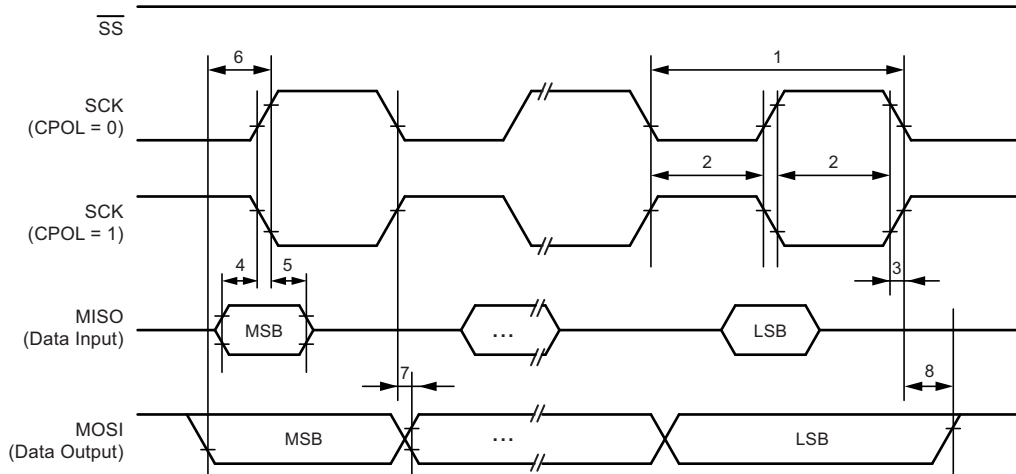 SS
6
1
SCK
(CPOL = 0)
2
2
SCK
(CPOL = 1)
4
5
3
MISO
(Data Input)
MSB
...
LSB
7
8
MOSI
(Data Output)
MSB
...
LSB